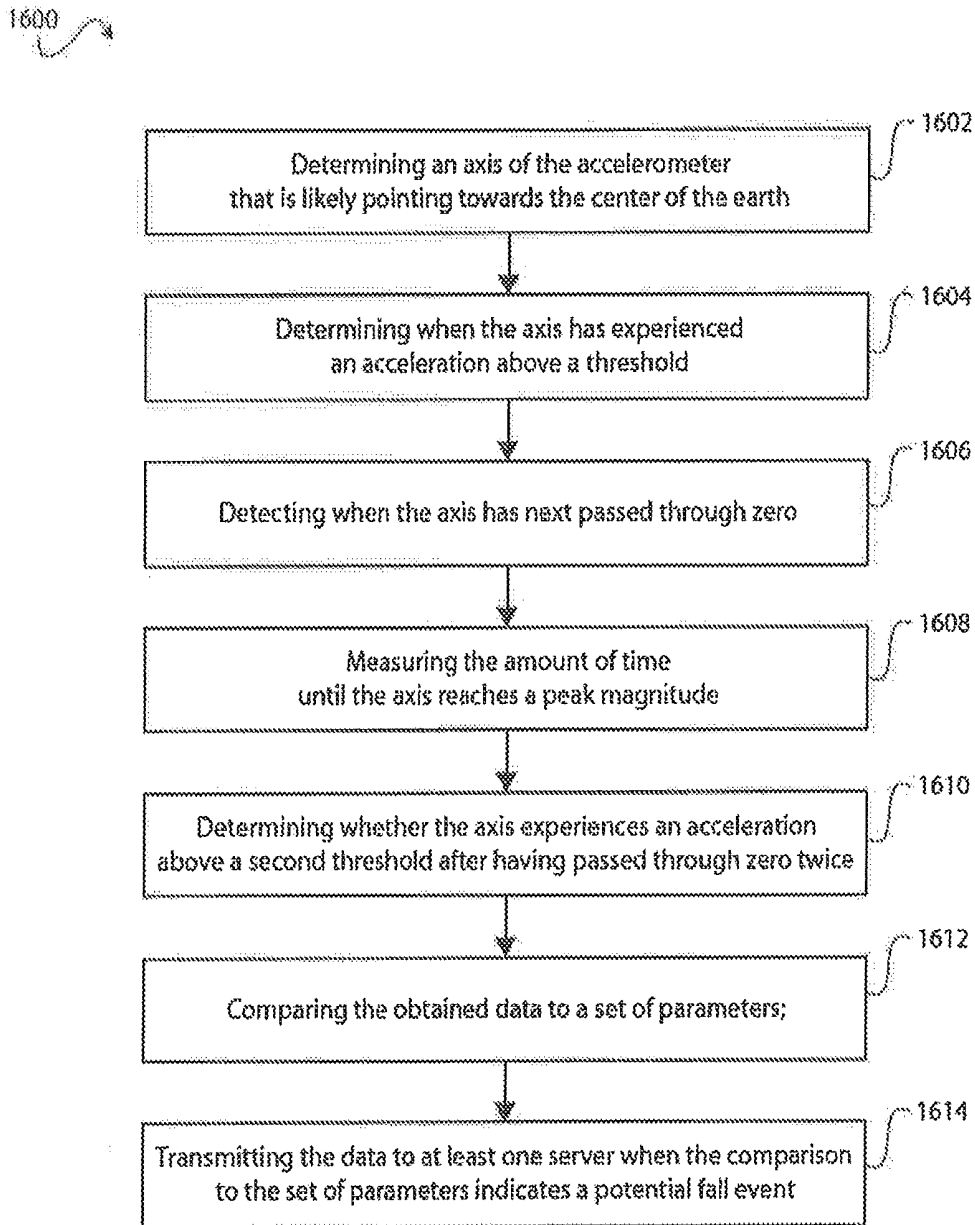 1600
1602
Determining an axis of the accelerometer
that is likely pointing towards the center of the earth
1604
Determining when the axis has experienced
an acceleration above a threshold
1606
Detecting when the axis has next passed through zero
1608
Measuring the amount of time
until the axis reaches a peak magnitude
1610
Determining whether the axis experiences an acceleration
above a second threshold after having passed through zero twice
1612
Comparing the obtained data to a set of parameters;
1614
Transmitting the data to at least one server when the comparison
to the set of parameters indicates a potential fall event